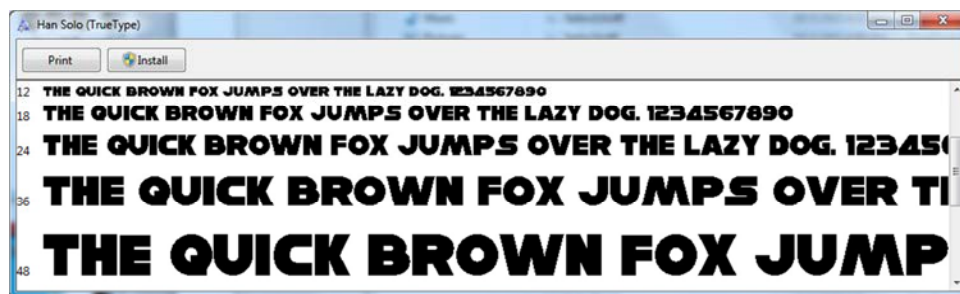 Han Solo (TrueType)
Print Install
12 THE QUICK BROWN FOX JUMPS OVER THE LAZY DOG. 1234567890
18 THE QUICK BROWN FOX JUMPS OVER THE LAZY DOG. 1234567890
24 THE QUICK BROWN FOX JUMPS OVER THE LAZY DOG. 12345
36 THE QUICK BROWN FOX JUMPS OVER
48 THE QUICK BROWN FOX JUMP